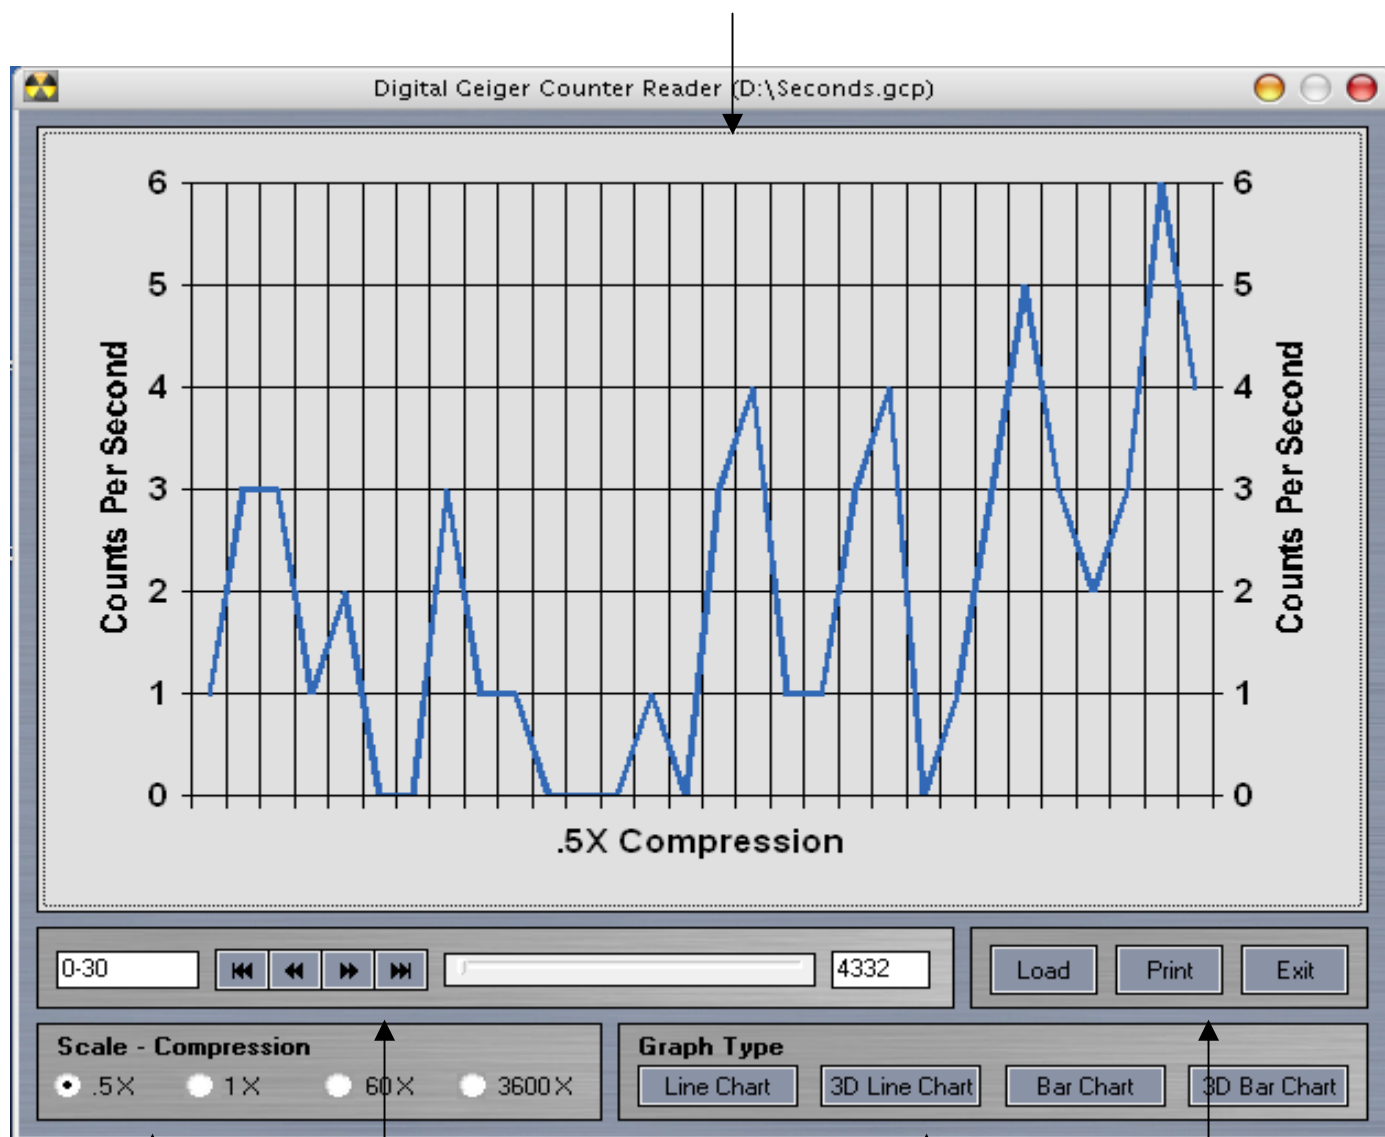 Digital Geiger Counter Reader (D:\Seconds.gcp)
6 6
5 5
4 4
3 3
2 2
1 1
0 0
Counts Per Second
Counts Per Second
.5X Compression
0-30 4332 Load Print Exit
Scale - Compression
.5X 1X 60X 3600X
Graph Type
Line Chart 3D Line Chart Bar Chart 3D Bar Chart